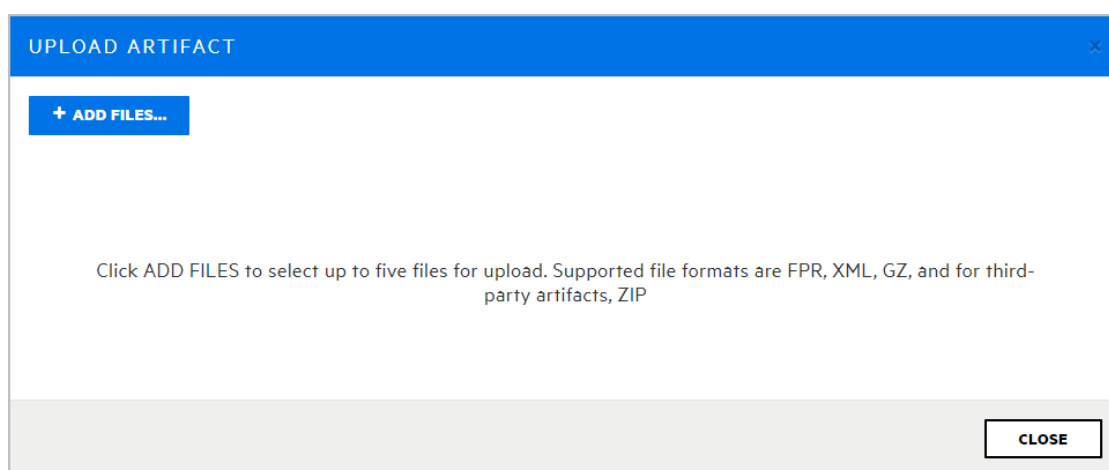 UPLOAD ARTIFACT ×
+ ADD FILES...
Click ADD FILES to select up to five files for upload. Supported file formats are FPR, XML, GZ, and for third-
party artifacts, ZIP
CLOSE